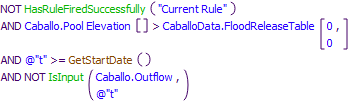 NOT HasRuleFiredSuccessfully ( "Current Rule" )
AND Caballo.Pool Elevation [ ] > CaballoData.FloodReleaseTable [ 0 , 0 ]
AND @"t" >= GetStartDate ( )
AND NOT IsInput ( Caballo.Outflow , @"t" )